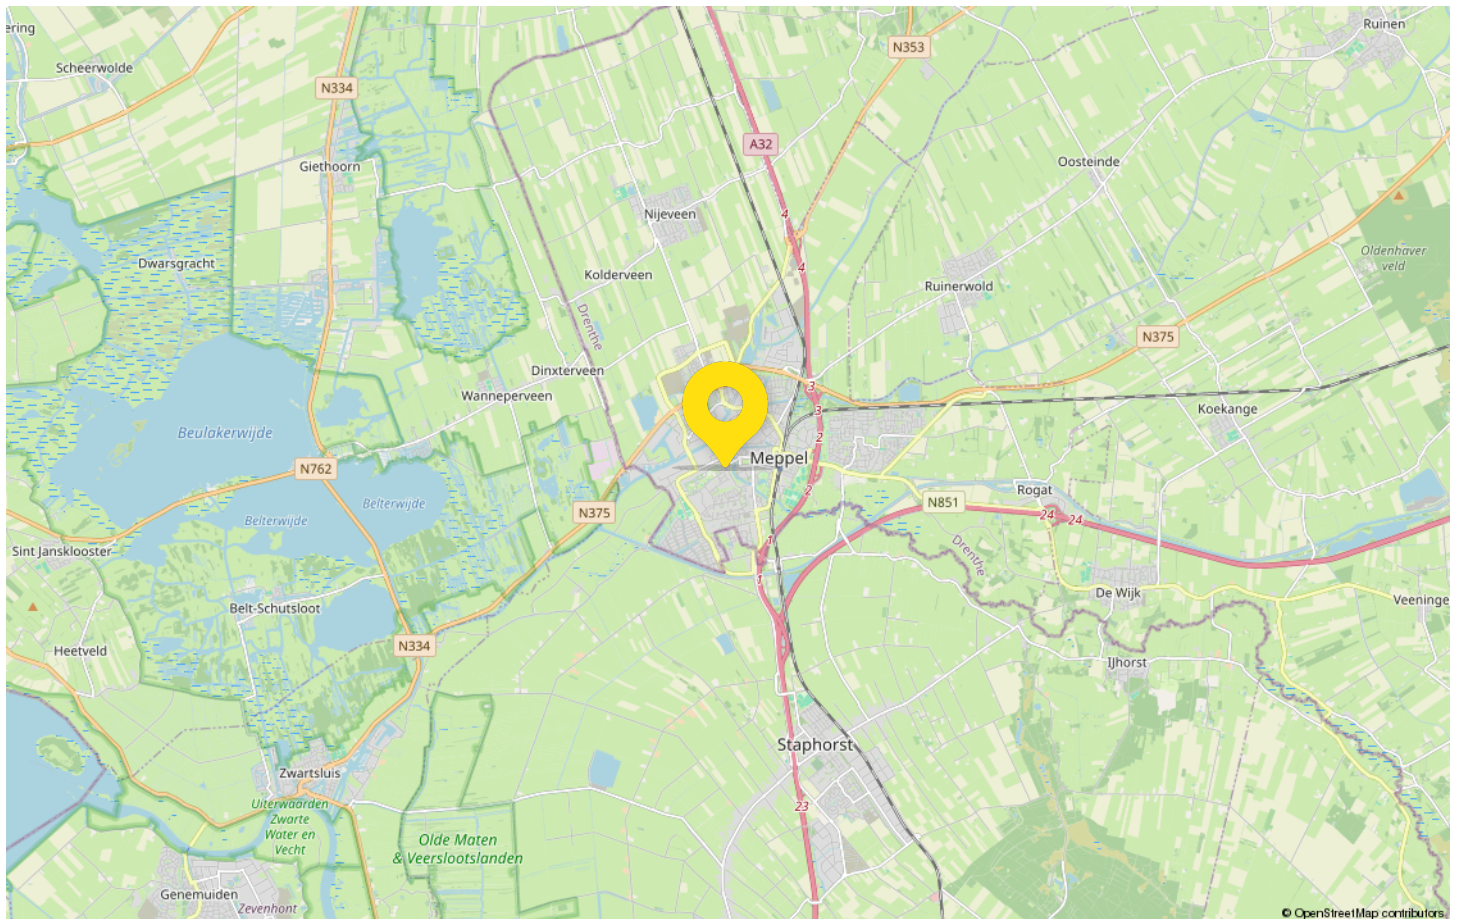 ering
Ruinen
N353
Scheerwolde
N334
A32
Oosteinde
Giethoorn
4
Nijeveen
Oldenhaver
veld
Dwarsgracht
4
Kolderveen
Ruinerwold
Drenthe
N375
Dinxterveen
3
Wanneperveen
3
Koekange
Beulakerwijde
2
Meppel
N762
2
Rogat
Belterwijde
N851
N375
24
24
Belterwijde
1
Drenthe
Sint Jansklooster
1
De Wijk
Veeninge
Belt-Schutsloot
N334
Heetveld
IJhorst
Staphorst
Zwartsluis
Uiterwaarden
Zwarte
Water en
Vecht
23
Olde Maten
& Veerslootslanden
Genemuiden
Zevenhont
© OpenStreetMap contributors